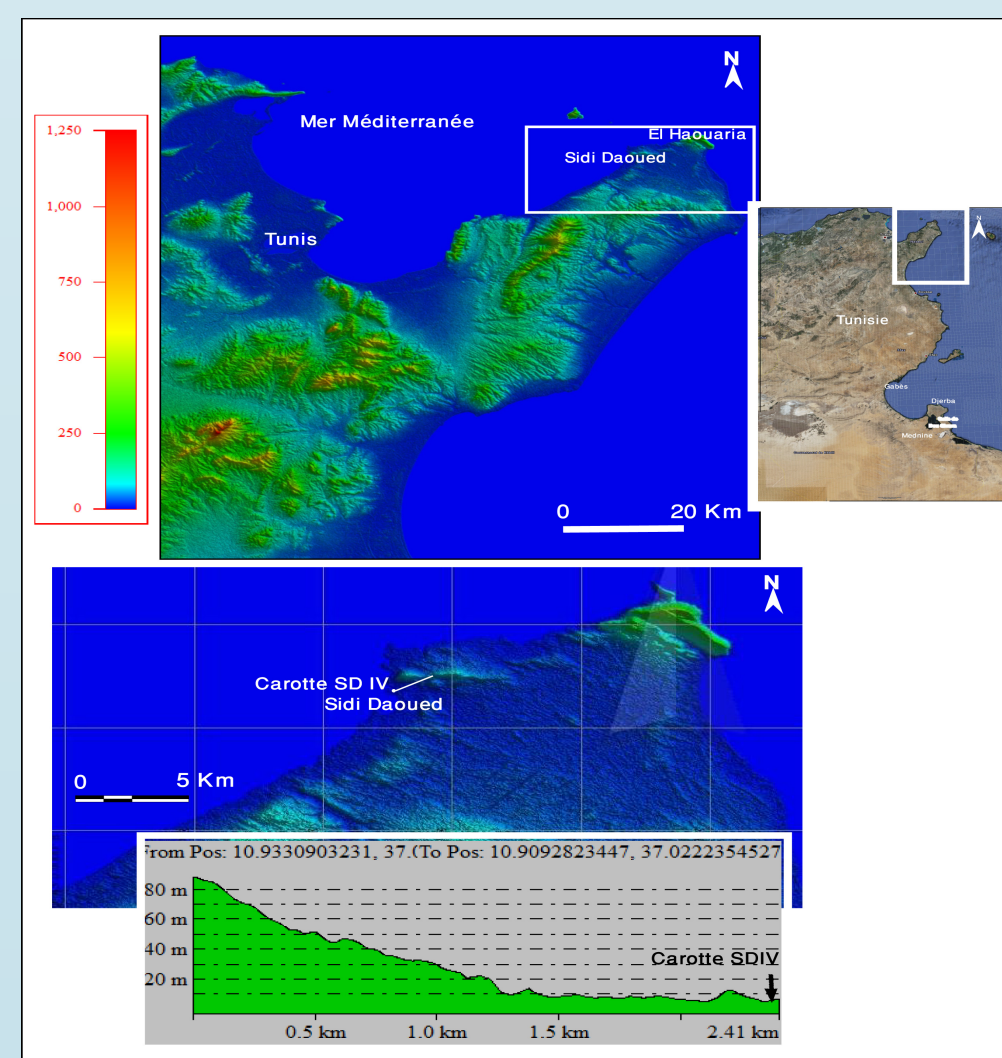 N
Mer Méditerranée
El Haouaria
Sidi Daoued
Tunis
0 20 Km
1,250
1,000
750
500
250
0
N
Tunisie
Gabès
Djerba
Mednine
N
Carotte SD IV
Sidi Daoued
0 5 Km
From Pos: 10.9330903231, 37.0 To Pos: 10.9092823447, 37.0222354527
80 m
60 m
40 m
20 m
Carotte SDIV
0.5 km 1.0 km 1.5 km 2.41 km